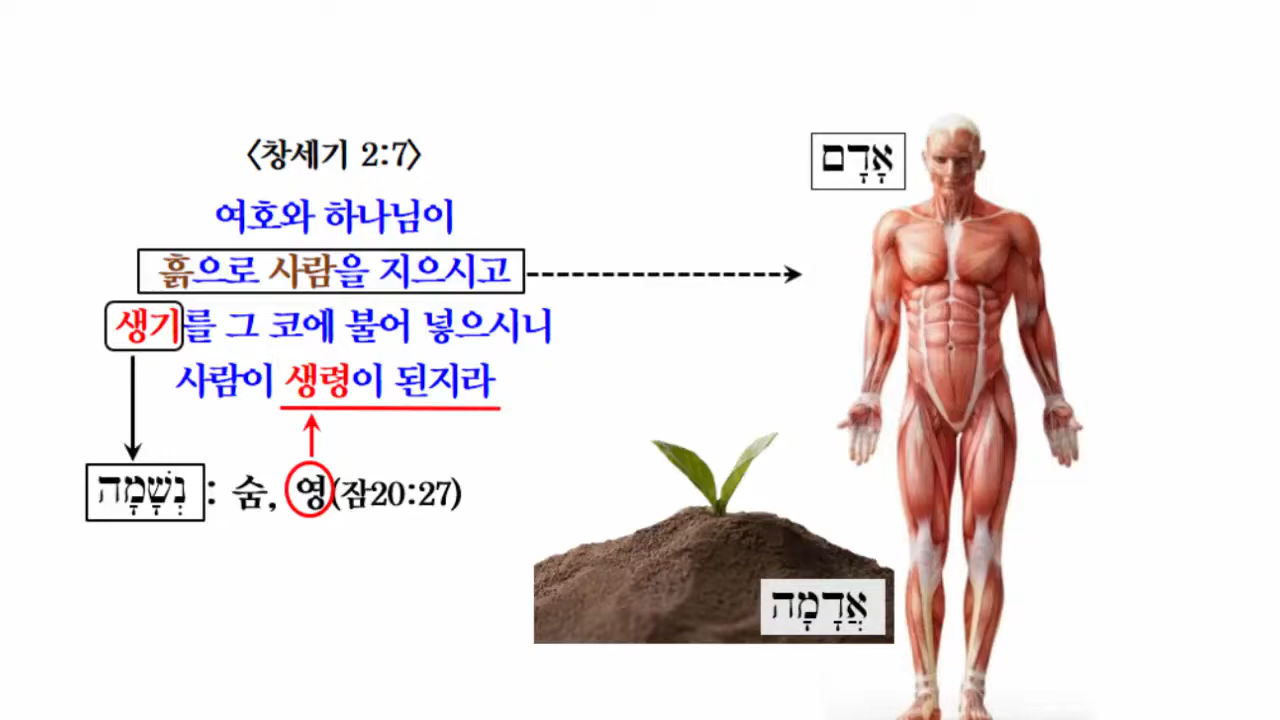 〈창세기 2:7〉
여호와 하나님이
흙으로 사람을 지으시고
생기를 그 코에 불어 넣으시니
사람이 생령이 된지라
נְשָׁמָה : 숨, 영(잠20:27)
אָדָם
אֲדָמָה